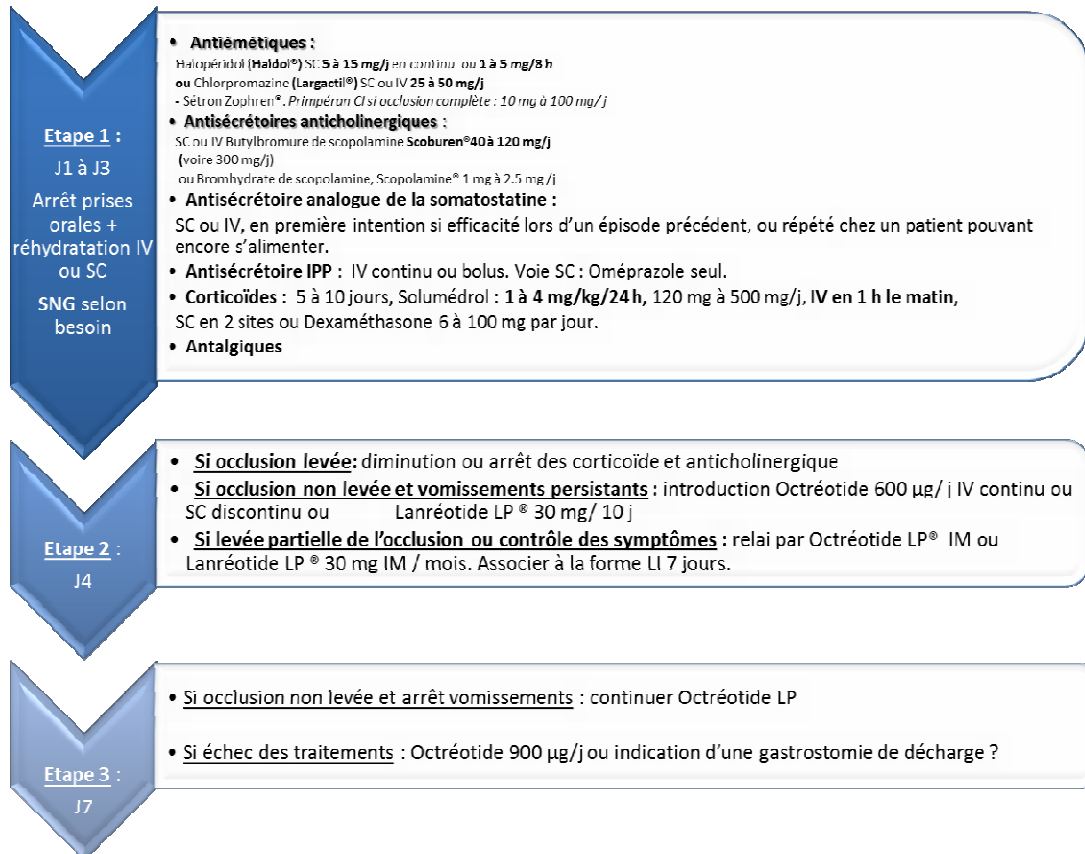 Etape 1 :
J1 à J3
Arrêt prises
orales +
réhydratation IV
ou SC
SNG selon
besoin
• Antiémétiques :
Halopéridol (Haldol®) SC 5 à 15 mg/j en continu ou 1 à 5 mg/8 h
ou Chlorpromazine (Largactil®) SC ou IV 25 à 50 mg/j
- Sétron Zophren®. Primpéran CI si occlusion complète : 10 mg à 100 mg/ j
• Antisécrétoires anticholinergiques :
SC ou IV Butylbromure de scopolamine Scoburen®40 à 120 mg/j
(voire 300 mg/j)
ou Bromhydrate de scopolamine, Scopolamine® 1 mg à 2.5 mg /j
• Antisécrétoire analogue de la somatostatine :
SC ou IV, en première intention si efficacité lors d'un épisode précédent, ou répété chez un patient pouvant
encore s'alimenter.
• Antisécrétoire IPP : IV continu ou bolus. Voie SC : Oméprazole seul.
• Corticoïdes : 5 à 10 jours, Solumédrol : 1 à 4 mg/kg/24 h, 120 mg à 500 mg/j, IV en 1 h le matin,
SC en 2 sites ou Dexaméthasone 6 à 100 mg par jour.
• Antalgiques
Etape 2 :
J4
• Si occlusion levée: diminution ou arrêt des corticoïde et anticholinergique
• Si occlusion non levée et vomissements persistants : introduction Octréotide 600 µg/ j IV continu ou
SC discontinu ou Lanréotide LP ® 30 mg/ 10 j
• Si levée partielle de l'occlusion ou contrôle des symptômes : relai par Octréotide LP® IM ou
Lanréotide LP ® 30 mg IM / mois. Associer à la forme LI 7 jours.
Etape 3 :
J7
• Si occlusion non levée et arrêt vomissements : continuer Octréotide LP
• Si échec des traitements : Octréotide 900 µg/j ou indication d'une gastrostomie de décharge ?